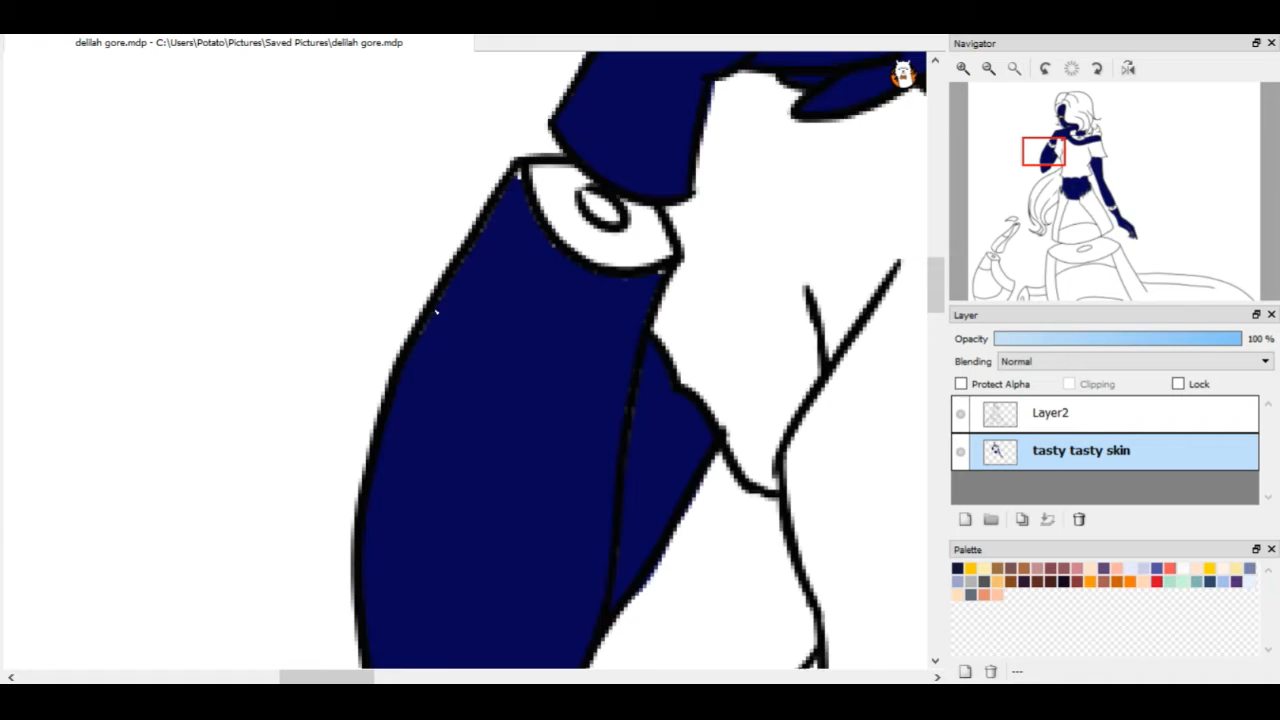 delilah gore.mdp - C:\Users\Potato\Pictures\Saved Pictures\delilah gore.mdp
Navigator
Layer
Opacity 100 %
Blending Normal
Protect Alpha Clipping Lock
Layer2
tasty tasty skin
Palette
---